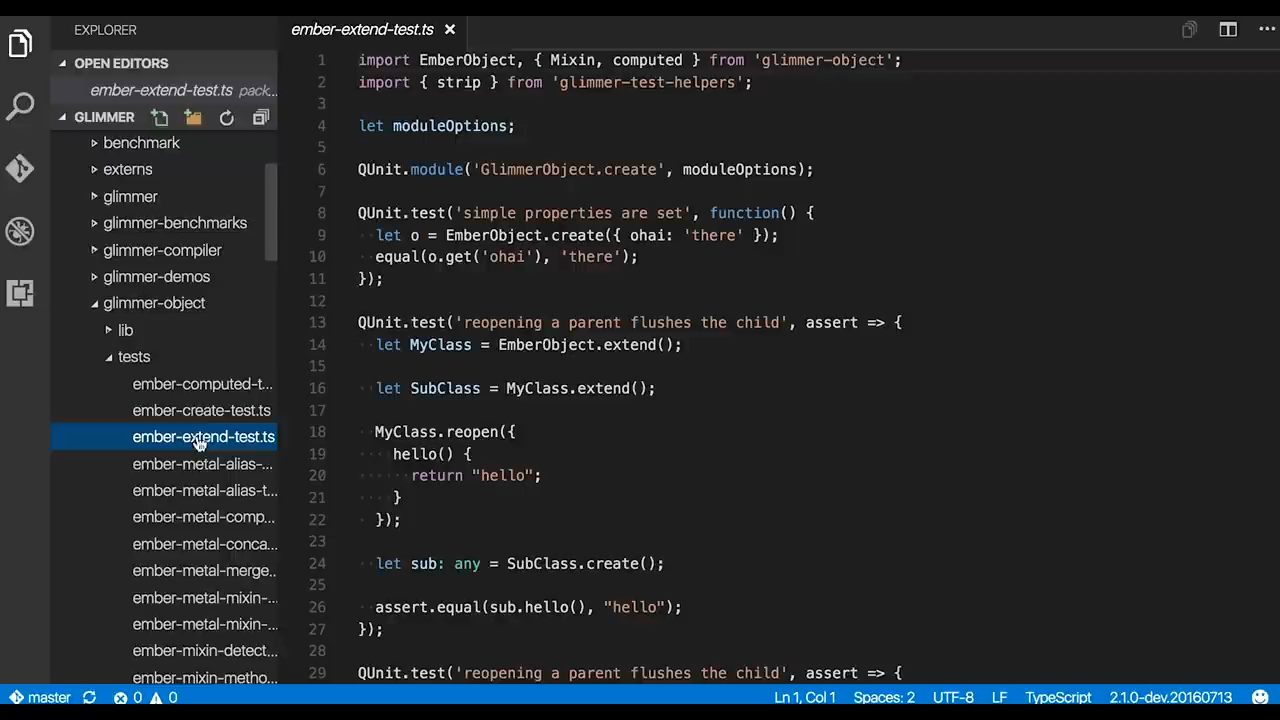 EXPLORER
OPEN EDITORS
ember-extend-test.ts pack...
GLIMMER
benchmark
externs
glimmer
glimmer-benchmarks
glimmer-compiler
glimmer-demos
glimmer-object
lib
tests
ember-computed-t...
ember-create-test.ts
ember-extend-test.ts
ember-metal-alias-...
ember-metal-alias-t...
ember-metal-comp...
ember-metal-conca...
ember-metal-merge...
ember-metal-mixin-...
ember-metal-mixin-...
ember-mixin-detect...
ember-mixin-metho...
ember-extend-test.ts
1 import EmberObject, { Mixin, computed } from 'glimmer-object';
2 import { strip } from 'glimmer-test-helpers';
3
4 let moduleOptions;
5
6 QUnit.module('GlimmerObject.create', moduleOptions);
7
8 QUnit.test('simple properties are set', function() {
9 let o = EmberObject.create({ ohai: 'there' });
10 equal(o.get('ohai'), 'there');
11 });
12
13 QUnit.test('reopening a parent flushes the child', assert => {
14 let MyClass = EmberObject.extend();
15
16 let SubClass = MyClass.extend();
17
18 MyClass.reopen({
19 hello() {
20 return "hello";
21 }
22 });
23
24 let sub: any = SubClass.create();
25
26 assert.equal(sub.hello(), "hello");
27 });
28
29 QUnit.test('reopening a parent flushes the child', assert => {
master 0 0 Ln 1, Col 1 Spaces: 2 UTF-8 LF TypeScript 2.1.0-dev.20160713